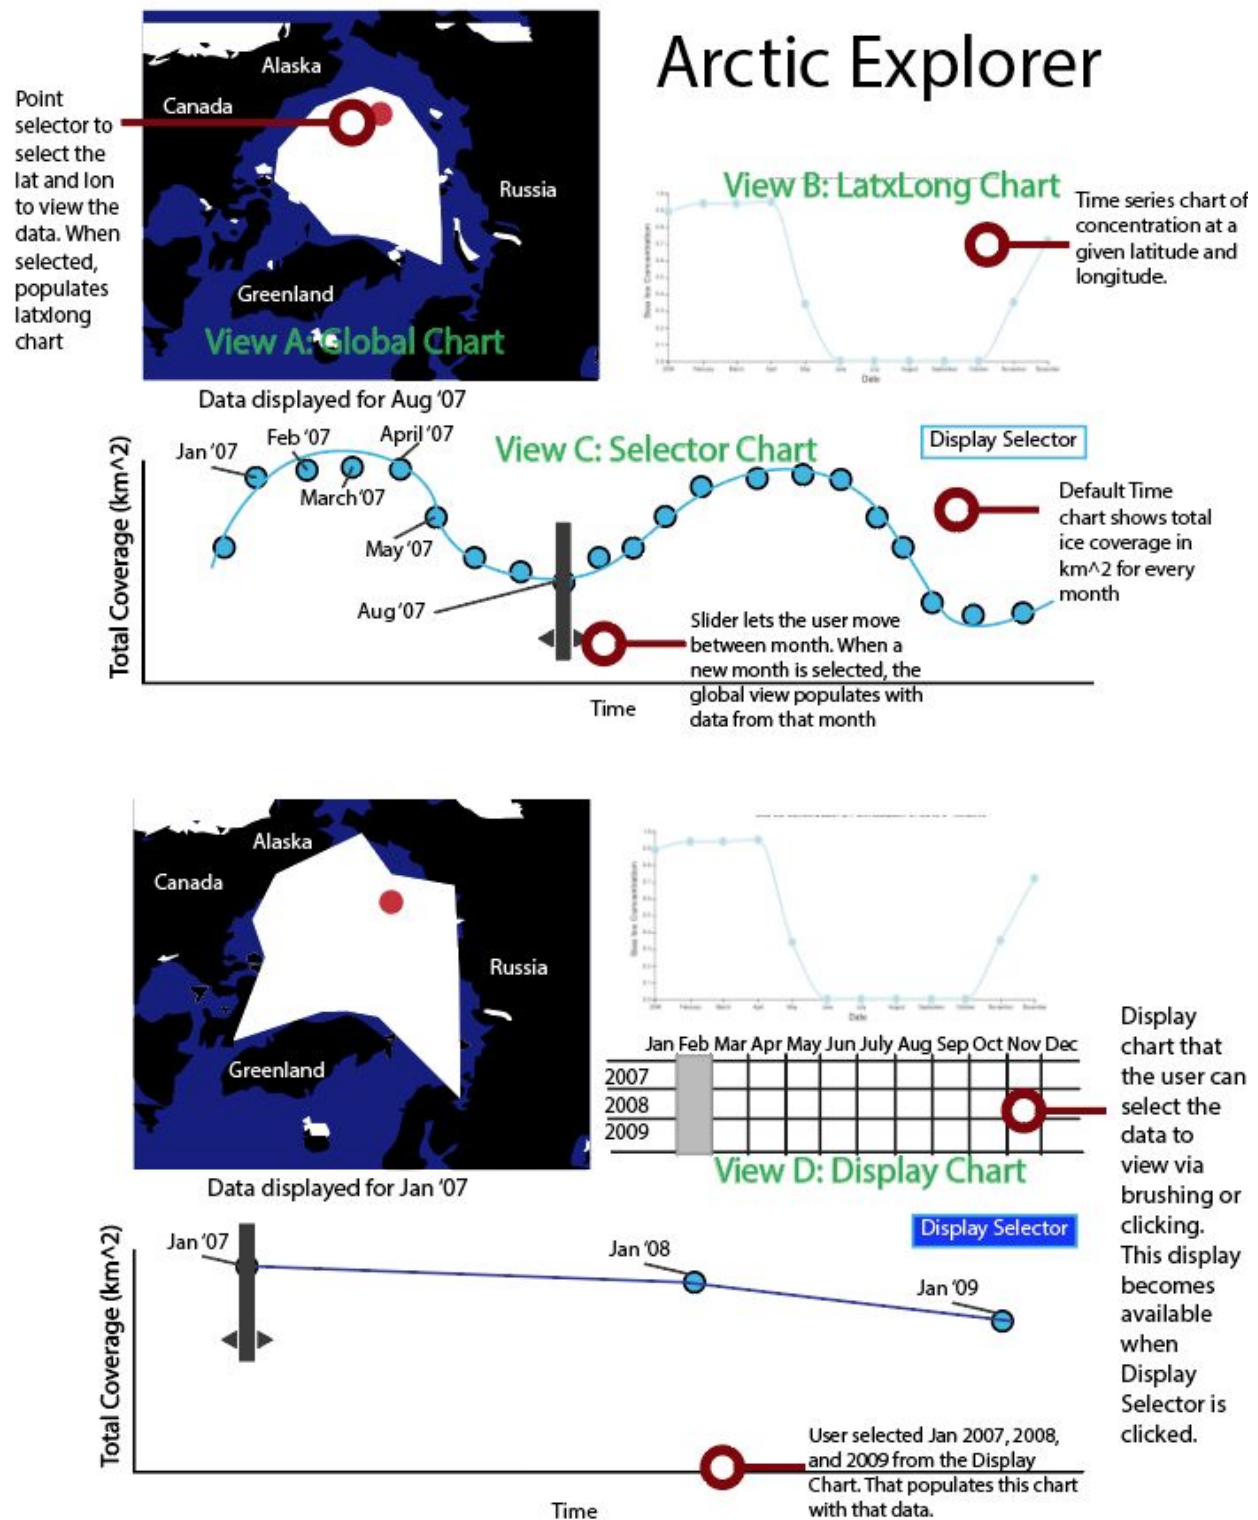 Arctic Explorer
Alaska
Canada
Russia
Greenland
View A: Global Chart
Point
selector to
select the
lat and lon
to view the
data. When
selected,
populates
latxlong
chart
View B: LatxLong Chart
Time series chart of
concentration at a
given latitude and
longitude.
Date
Data displayed for Aug '07
View C: Selector Chart
Display Selector
Total Coverage (km^2)
Jan '07
Feb '07
March '07
April '07
May '07
Aug '07
Default Time
chart shows total
ice coverage in
km^2 for every
month
Slider lets the user move
between month. When a
new month is selected, the
global view populates with
data from that month
Time
Alaska
Canada
Russia
Greenland
Data displayed for Jan '07
Date
Jan Feb Mar Apr May Jun July Aug Sep Oct Nov Dec
2007
2008
2009
View D: Display Chart
Display
chart that
the user can
select the
data to
view via
brushing or
clicking.
This display
becomes
available
when
Display
Selector is
clicked.
Display Selector
Total Coverage (km^2)
Jan '07
Jan '08
Jan '09
User selected Jan 2007, 2008,
and 2009 from the Display
Chart. That populates this chart
with that data.
Time